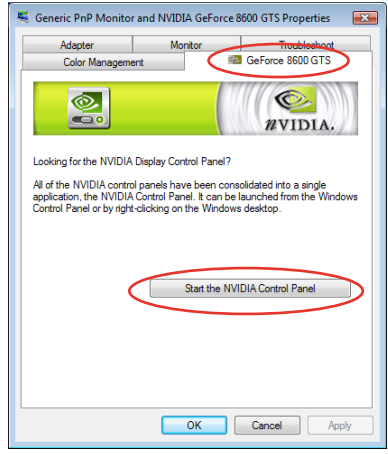 Generic PnP Monitor and NVIDIA GeForce 8600 GTS Properties
Adapter
Monitor
Troubleshoot
Color Management
GeForce 8600 GTS
NVIDIA.
Looking for the NVIDIA Display Control Panel?
All of the NVIDIA control panels have been consolidated into a single
application, the NVIDIA Control Panel. It can be launched from the Windows
Control Panel or by right-clicking on the Windows desktop.
Start the NVIDIA Control Panel
OK
Cancel
Apply